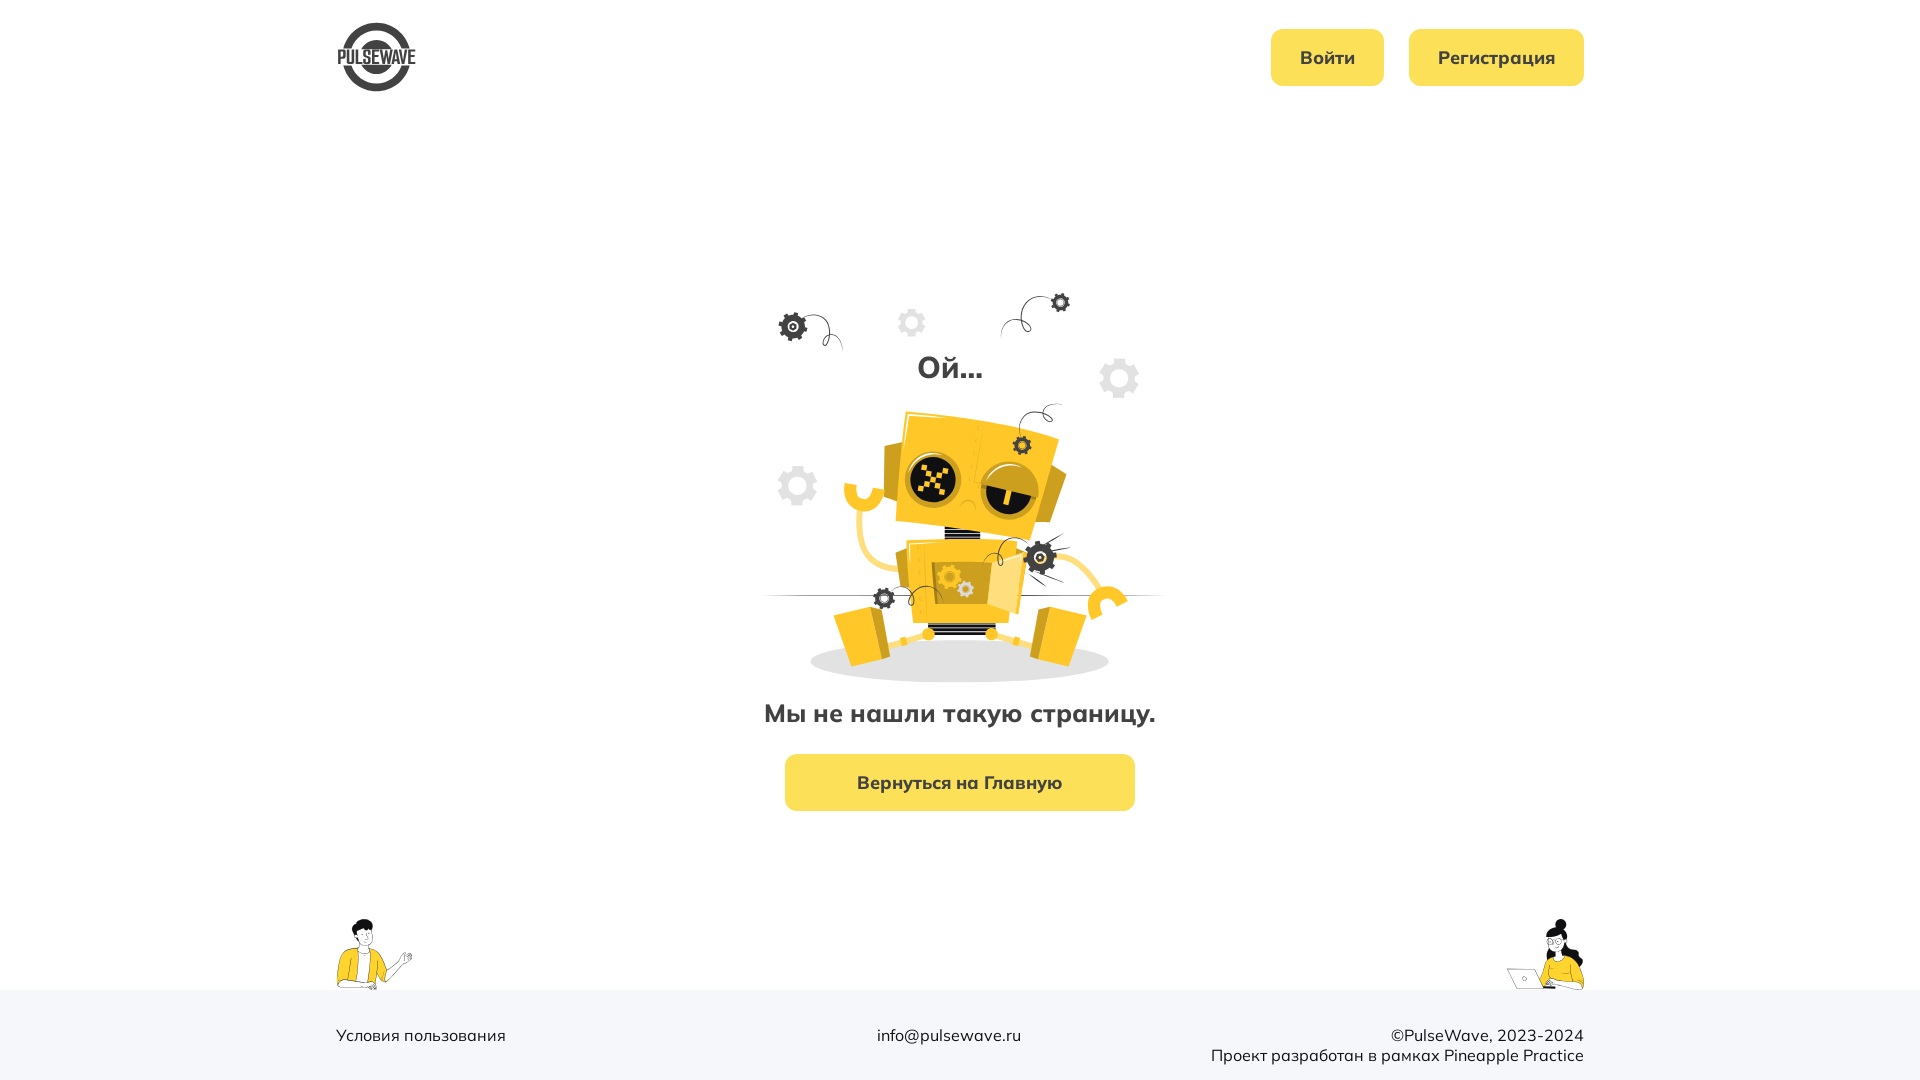 PULSEWAVE
Войти
Регистрация
Ой...
Мы не нашли такую страницу.
Вернуться на Главную
Условия пользования
info@pulsewave.ru
©PulseWave, 2023-2024
Проект разработан в рамках Pineapple Practice